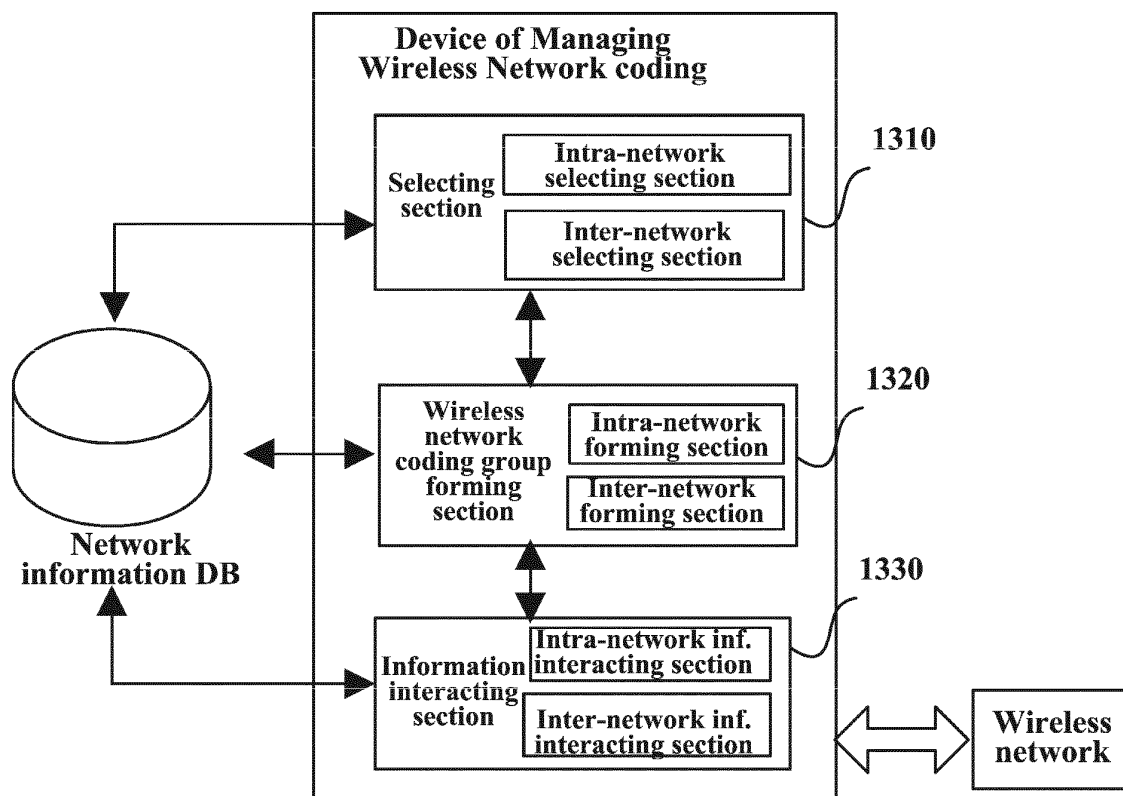 Device of Managing
Wireless Network coding
1310
Selecting
section
Intra-network
selecting section
Inter-network
selecting section
1320
Wireless
network
coding group
forming
section
Intra-network
forming section
Inter-network
forming section
Network
information DB
1330
Information
interacting
section
Intra-network inf.
interacting section
Inter-network inf.
interacting section
Wireless
network